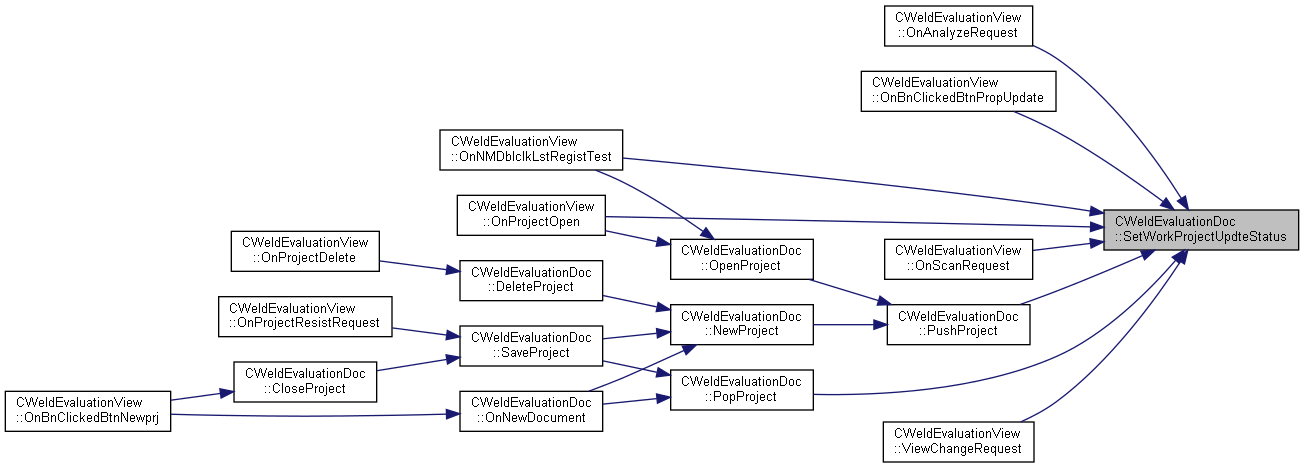 CWeldEvaluationView
::OnAnalyzeRequest
CWeldEvaluationView
::OnBnClickedBtnPropUpdate
CWeldEvaluationView
::OnNMDblclkLstRegistTest
CWeldEvaluationView
::OnProjectOpen
CWeldEvaluationDoc
::SetWorkProjectUpdteStatus
CWeldEvaluationView
::OnProjectDelete
CWeldEvaluationDoc
::OpenProject
CWeldEvaluationView
::OnScanRequest
CWeldEvaluationDoc
::DeleteProject
CWeldEvaluationView
::OnProjectResistRequest
CWeldEvaluationDoc
::NewProject
CWeldEvaluationDoc
::PushProject
CWeldEvaluationDoc
::SaveProject
CWeldEvaluationDoc
::CloseProject
CWeldEvaluationDoc
::PopProject
CWeldEvaluationView
::OnBnClickedBtnNewprj
CWeldEvaluationDoc
::OnNewDocument
CWeldEvaluationView
::ViewChangeRequest